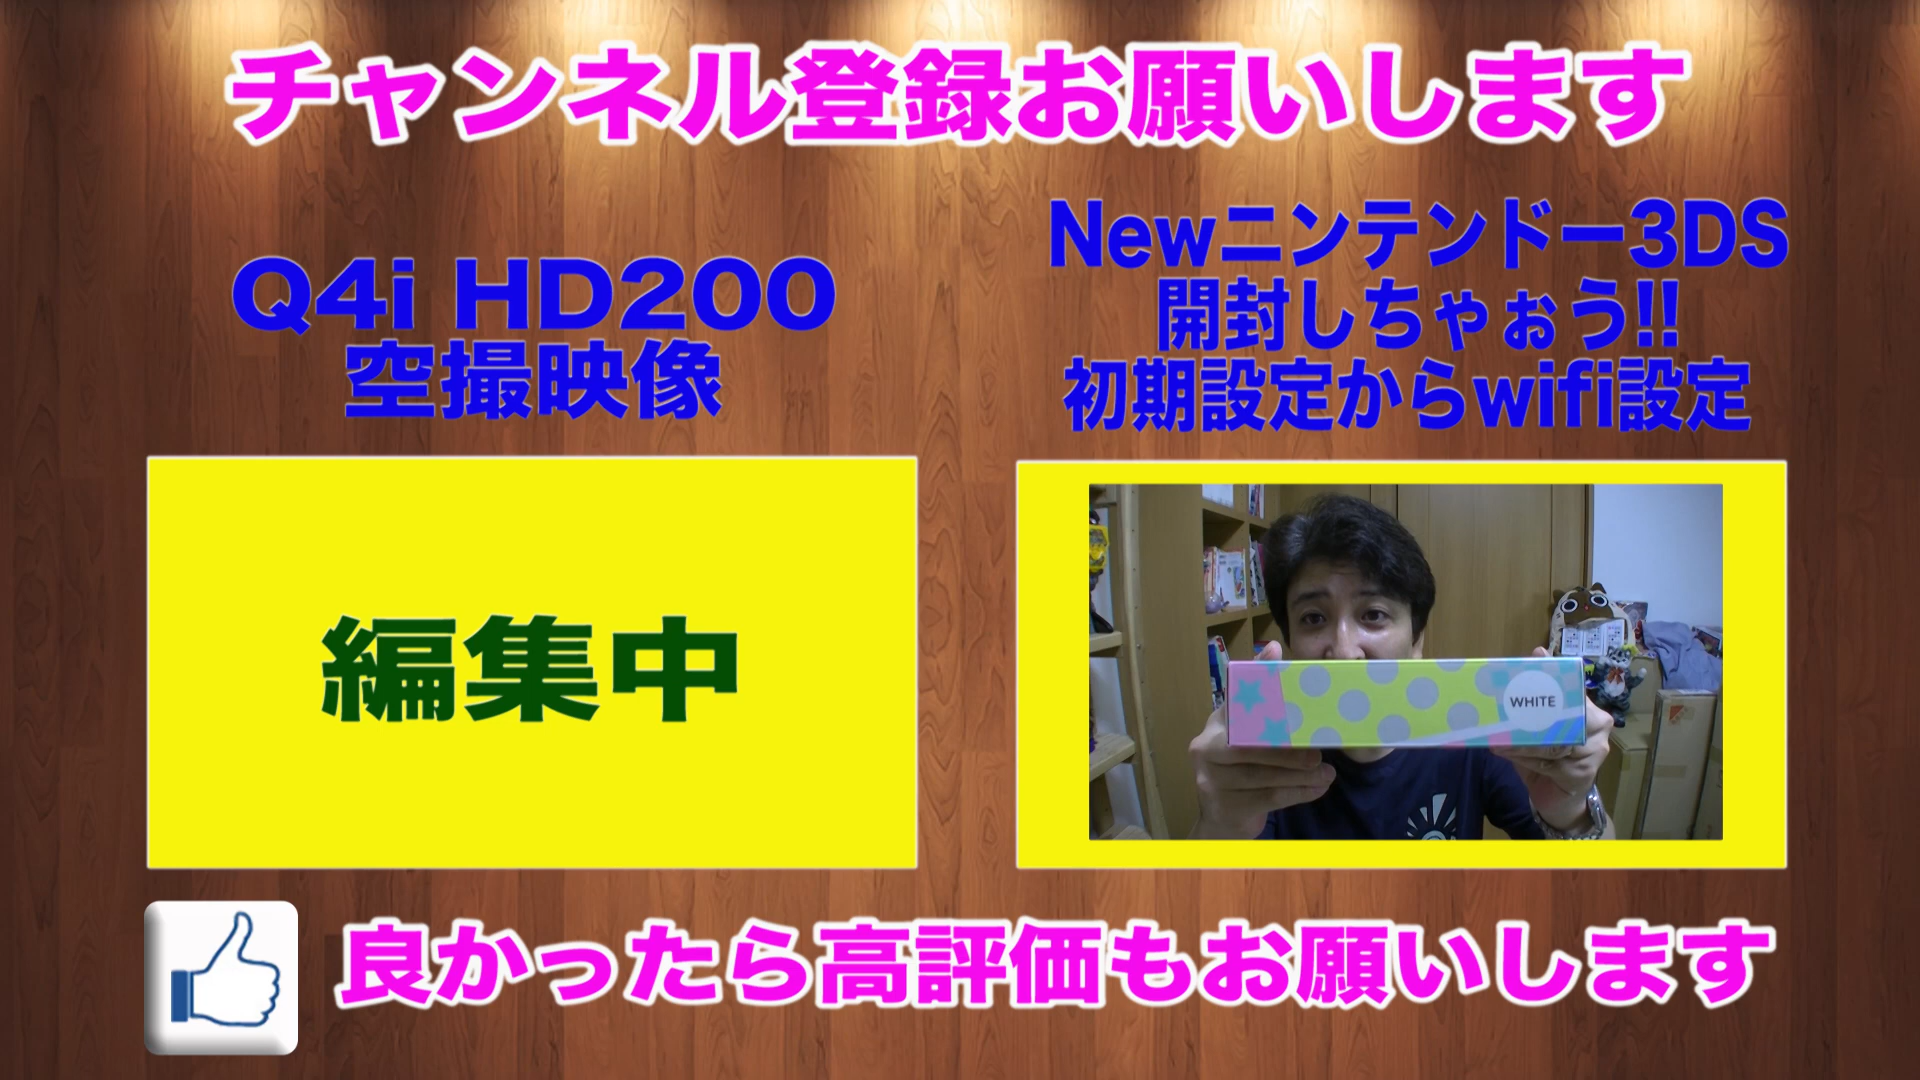 チャンネル登録お願いします
Q4i HD200
空撮映像
Newニンテンドー3DS
開封しちゃぉう!!
初期設定からwifi設定
編集中
WHITE
良かったら高評価もお願いします